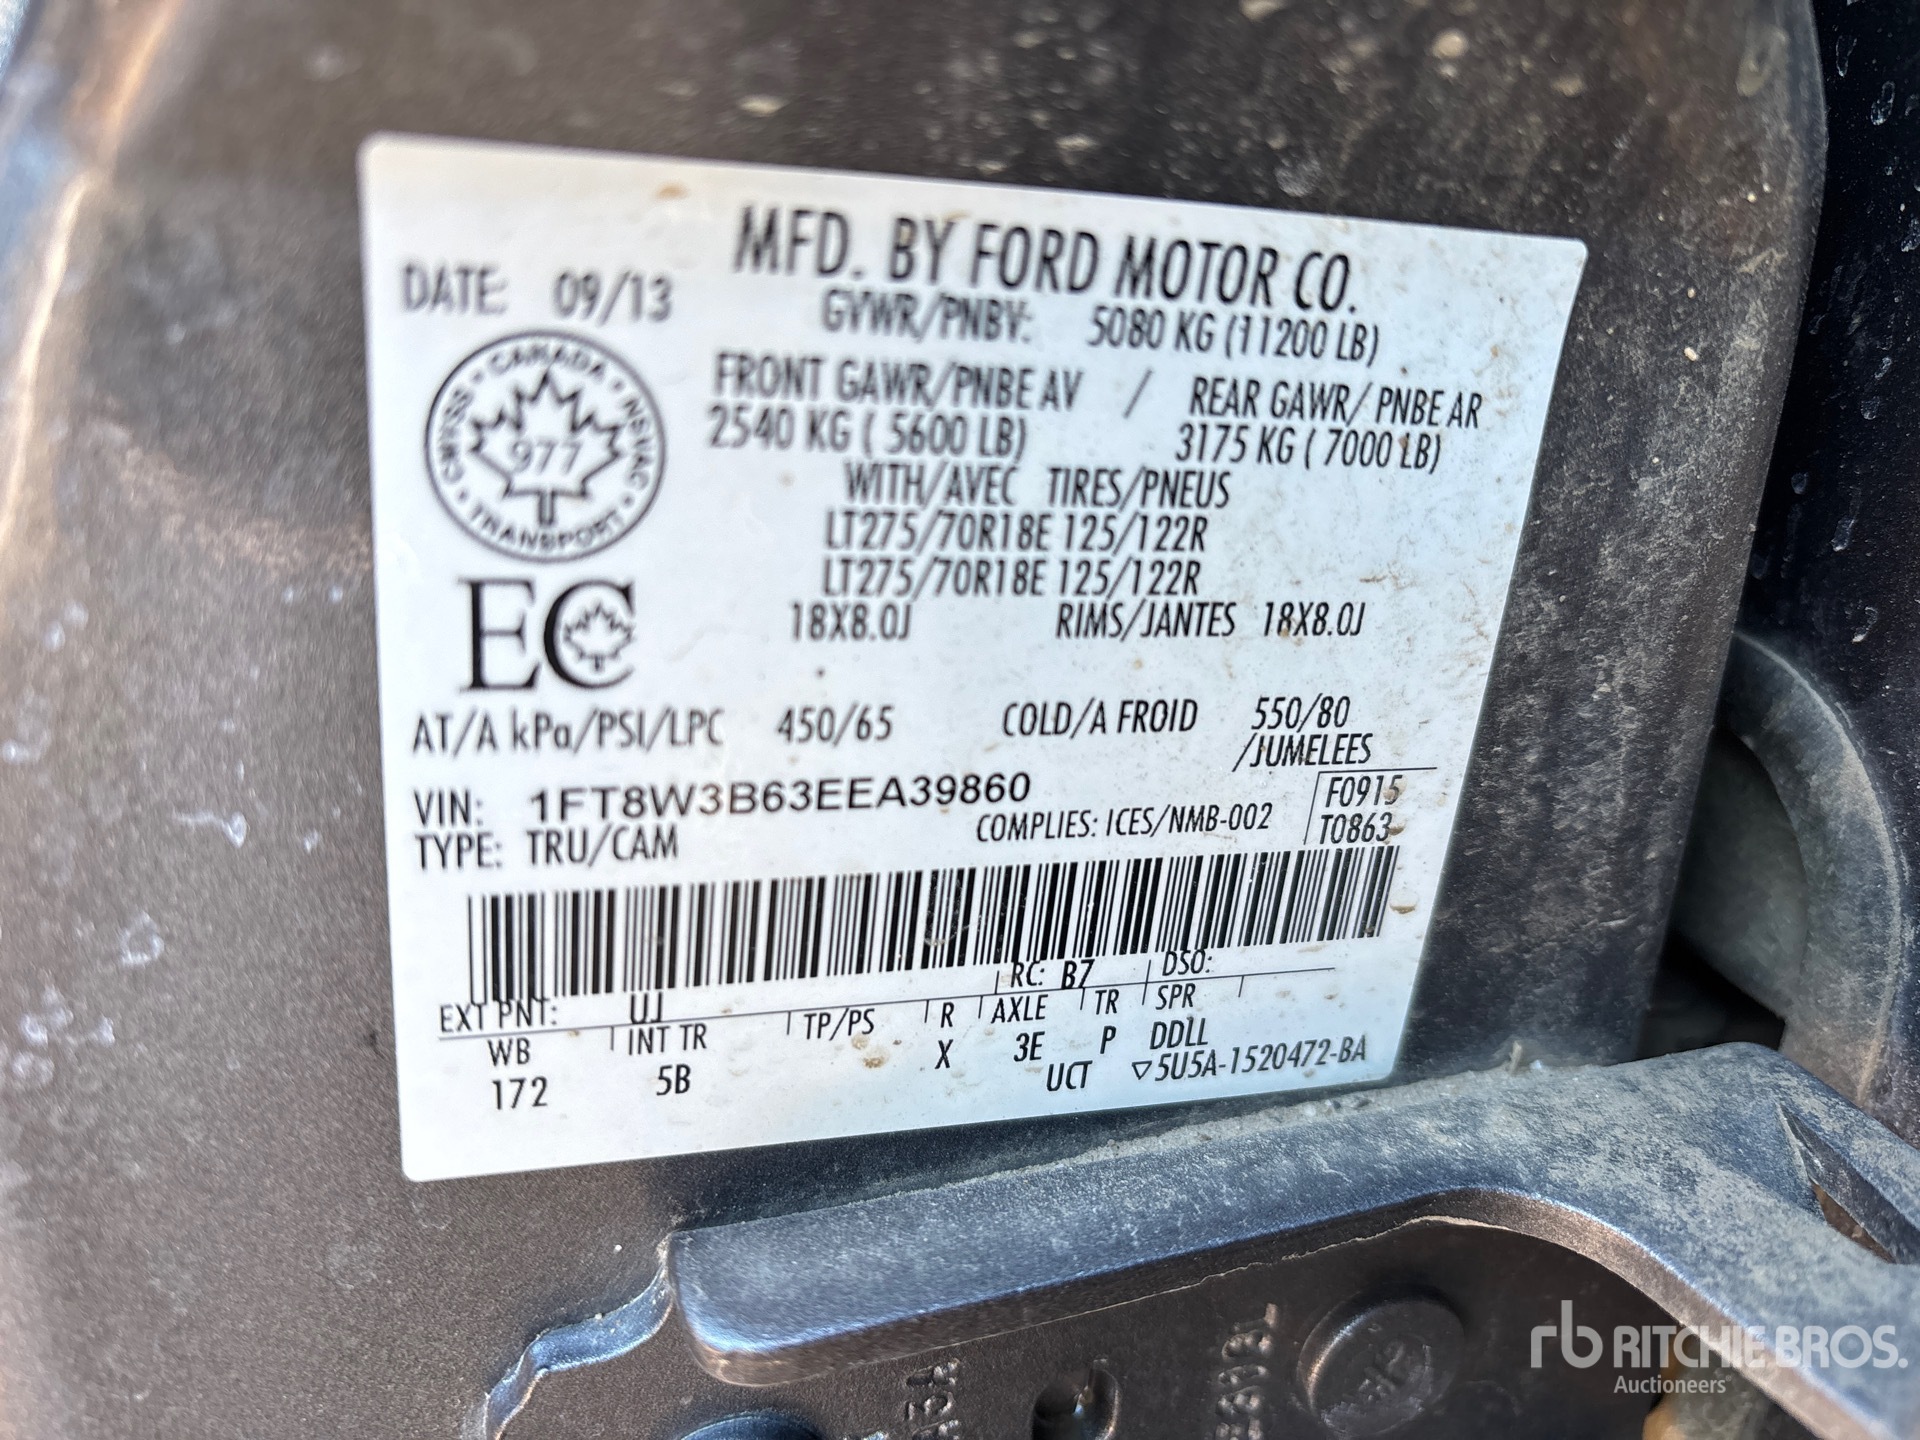 MFD. BY FORD MOTOR CO.
DATE: 09/13
GVWR/PNBV: 5080 KG (11200 LB)
FRONT GAWR/PNBE AV / REAR GAWR/ PNBE AR
2540 KG ( 5600 LB) 3175 KG ( 7000 LB)
WITH/AVEC TIRES/PNEUS
LT275/70R18E 125/122R
LT275/70R18E 125/122R
18X8.0J RIMS/JANTES 18X8.0J
CANADA
CMVSS NSVAC
977
TRANSPORT
EC
AT/A kPa/PSI/LPC 450/65 COLD/A FROID 550/80
/JUMELEES
VIN: 1FT8W3B63EEA39860
F0915
TYPE: TRU/CAM COMPLIES: ICES/NMB-002 T0863
RC: B7 DSO:
EXT PNT: UJ
WB INT TR TP/PS R AXLE TR SPR
172 5B X 3E P DDLL
UCT ▽5U5A-1520472-BA
rb RITCHIE BROS.
Auctioneers